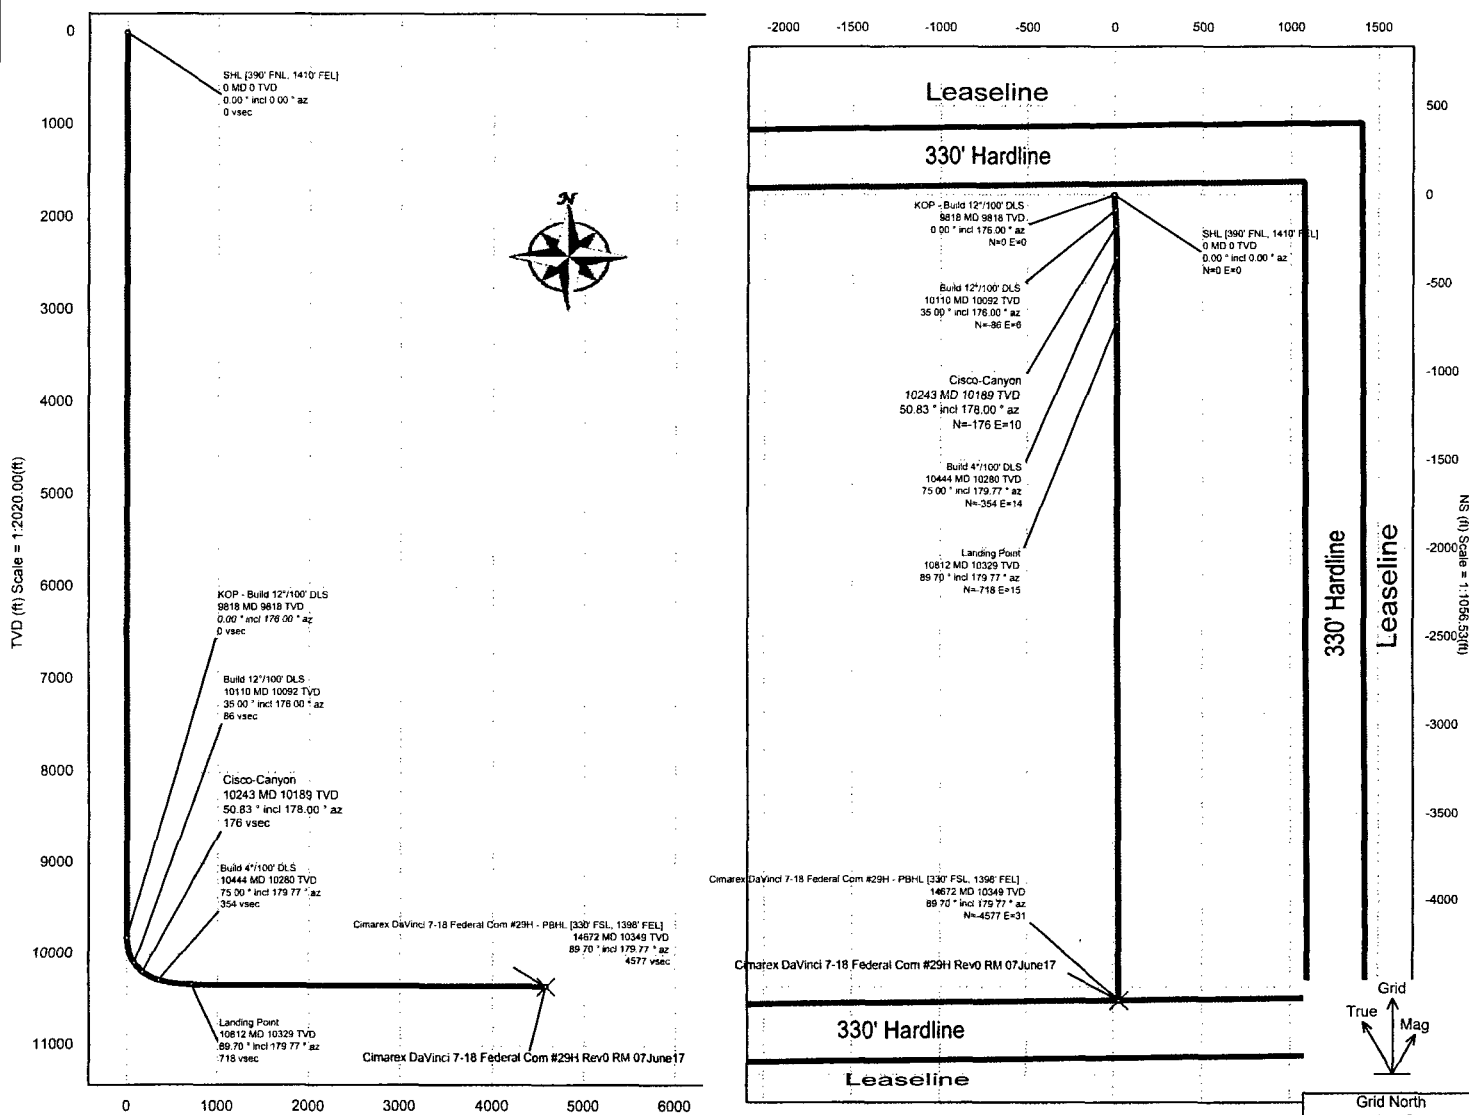 0
1000
2000
3000
4000
5000
6000
7000
8000
9000
10000
11000
TVD (ft) Scale = 1:2020.00(ft)
0
1000
2000
3000
4000
5000
6000
SHL [390' FNL, 1410' FEL]
0 MD 0 TVD
0.00 ° incl 0.00 ° az
0 vsec
N
KOP - Build 12°/100' DLS
9818 MD 9818 TVD
0.00 ° incl 176.00 ° az
0 vsec
Build 12°/100' DLS
10110 MD 10092 TVD
35.00 ° incl 176.00 ° az
86 vsec
Cisco-Canyon
10243 MD 10189 TVD
50.83 ° incl 178.00 ° az
176 vsec
Build 4°/100' DLS
10444 MD 10280 TVD
75.00 ° incl 179.77 ° az
354 vsec
Cimarex DaVinci 7-18 Federal Com #29H - PBHL [330' FSL, 1398' FEL]
14672 MD 10349 TVD
89.70 ° incl 179.77 ° az
4577 vsec
Landing Point
10812 MD 10329 TVD
89.70 ° incl 179.77 ° az
718 vsec
Cimarex DaVinci 7-18 Federal Com #29H Rev0 RM 07June17
-2000
-1500
-1000
-500
0
500
1000
1500
Leaseline
330' Hardline
KOP - Build 12°/100' DLS
9818 MD 9818 TVD
0.00 ° incl 176.00 ° az
N=0 E=0
SHL [390' FNL, 1410' FEL]
0 MD 0 TVD
0.00 ° incl 0.00 ° az
N=0 E=0
Build 12°/100' DLS
10110 MD 10092 TVD
35.00 ° incl 176.00 ° az
N=-86 E=6
Cisco-Canyon
10243 MD 10189 TVD
50.83 ° incl 178.00 ° az
N=-176 E=10
Build 4°/100' DLS
10444 MD 10280 TVD
75.00 ° incl 179.77 ° az
N=-354 E=14
Landing Point
10812 MD 10329 TVD
89.70 ° incl 179.77 ° az
N=-718 E=15
330' Hardline
Leaseline
500
0
-500
-1000
-1500
-2000
-2500
-3000
-3500
-4000
NS (ft) Scale = 1:1056.53(ft)
Cimarex DaVinci 7-18 Federal Com #29H - PBHL [330' FSL, 1398' FEL]
14672 MD 10349 TVD
89.70 ° incl 179.77 ° az
N=-4577 E=31
Cimarex DaVinci 7-18 Federal Com #29H Rev0 RM 07June17
330' Hardline
Leaseline
Grid
True
Mag
Grid North